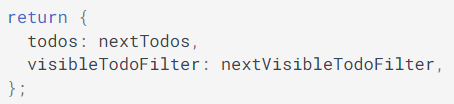 return {
  todos: nextTodos,
  visibleTodoFilter: nextVisibleTodoFilter,
};